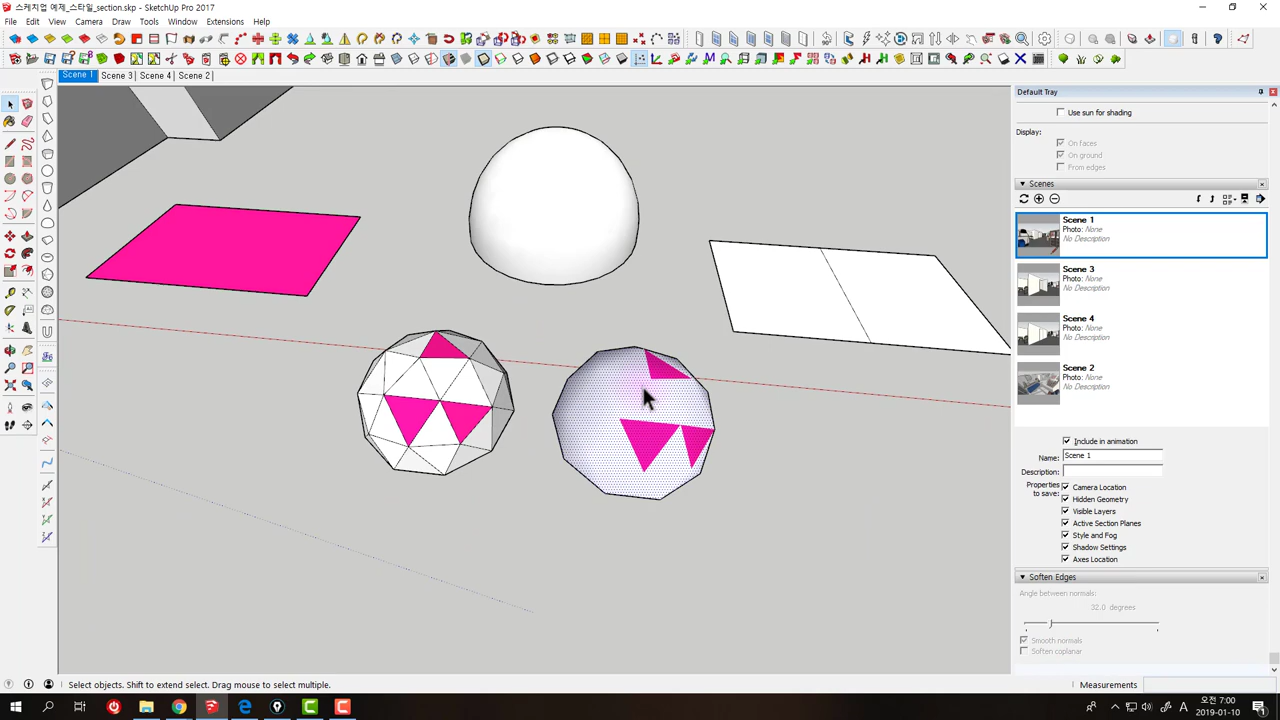 스케치업 예제_스타일_section.skp - SketchUp Pro 2017
File Edit View Camera Draw Tools Window Extensions Help
Scene 1 Scene 3 Scene 4 Scene 2
Default Tray
Use sun for shading
Display:
On faces
On ground
From edges
Scenes
Scene 1
Photo: None
No Description
Scene 3
Photo: None
No Description
Scene 4
Photo: None
No Description
Scene 2
Photo: None
No Description
Include in animation
Name: Scene 1
Description:
Properties to save:
Camera Location
Hidden Geometry
Visible Layers
Active Section Planes
Style and Fog
Shadow Settings
Axes Location
Soften Edges
Angle between normals:
32.0 degrees
Smooth normals
Soften coplanar
Select objects. Shift to extend select. Drag mouse to select multiple.
Measurements
A
오전 7:00
2019-01-10